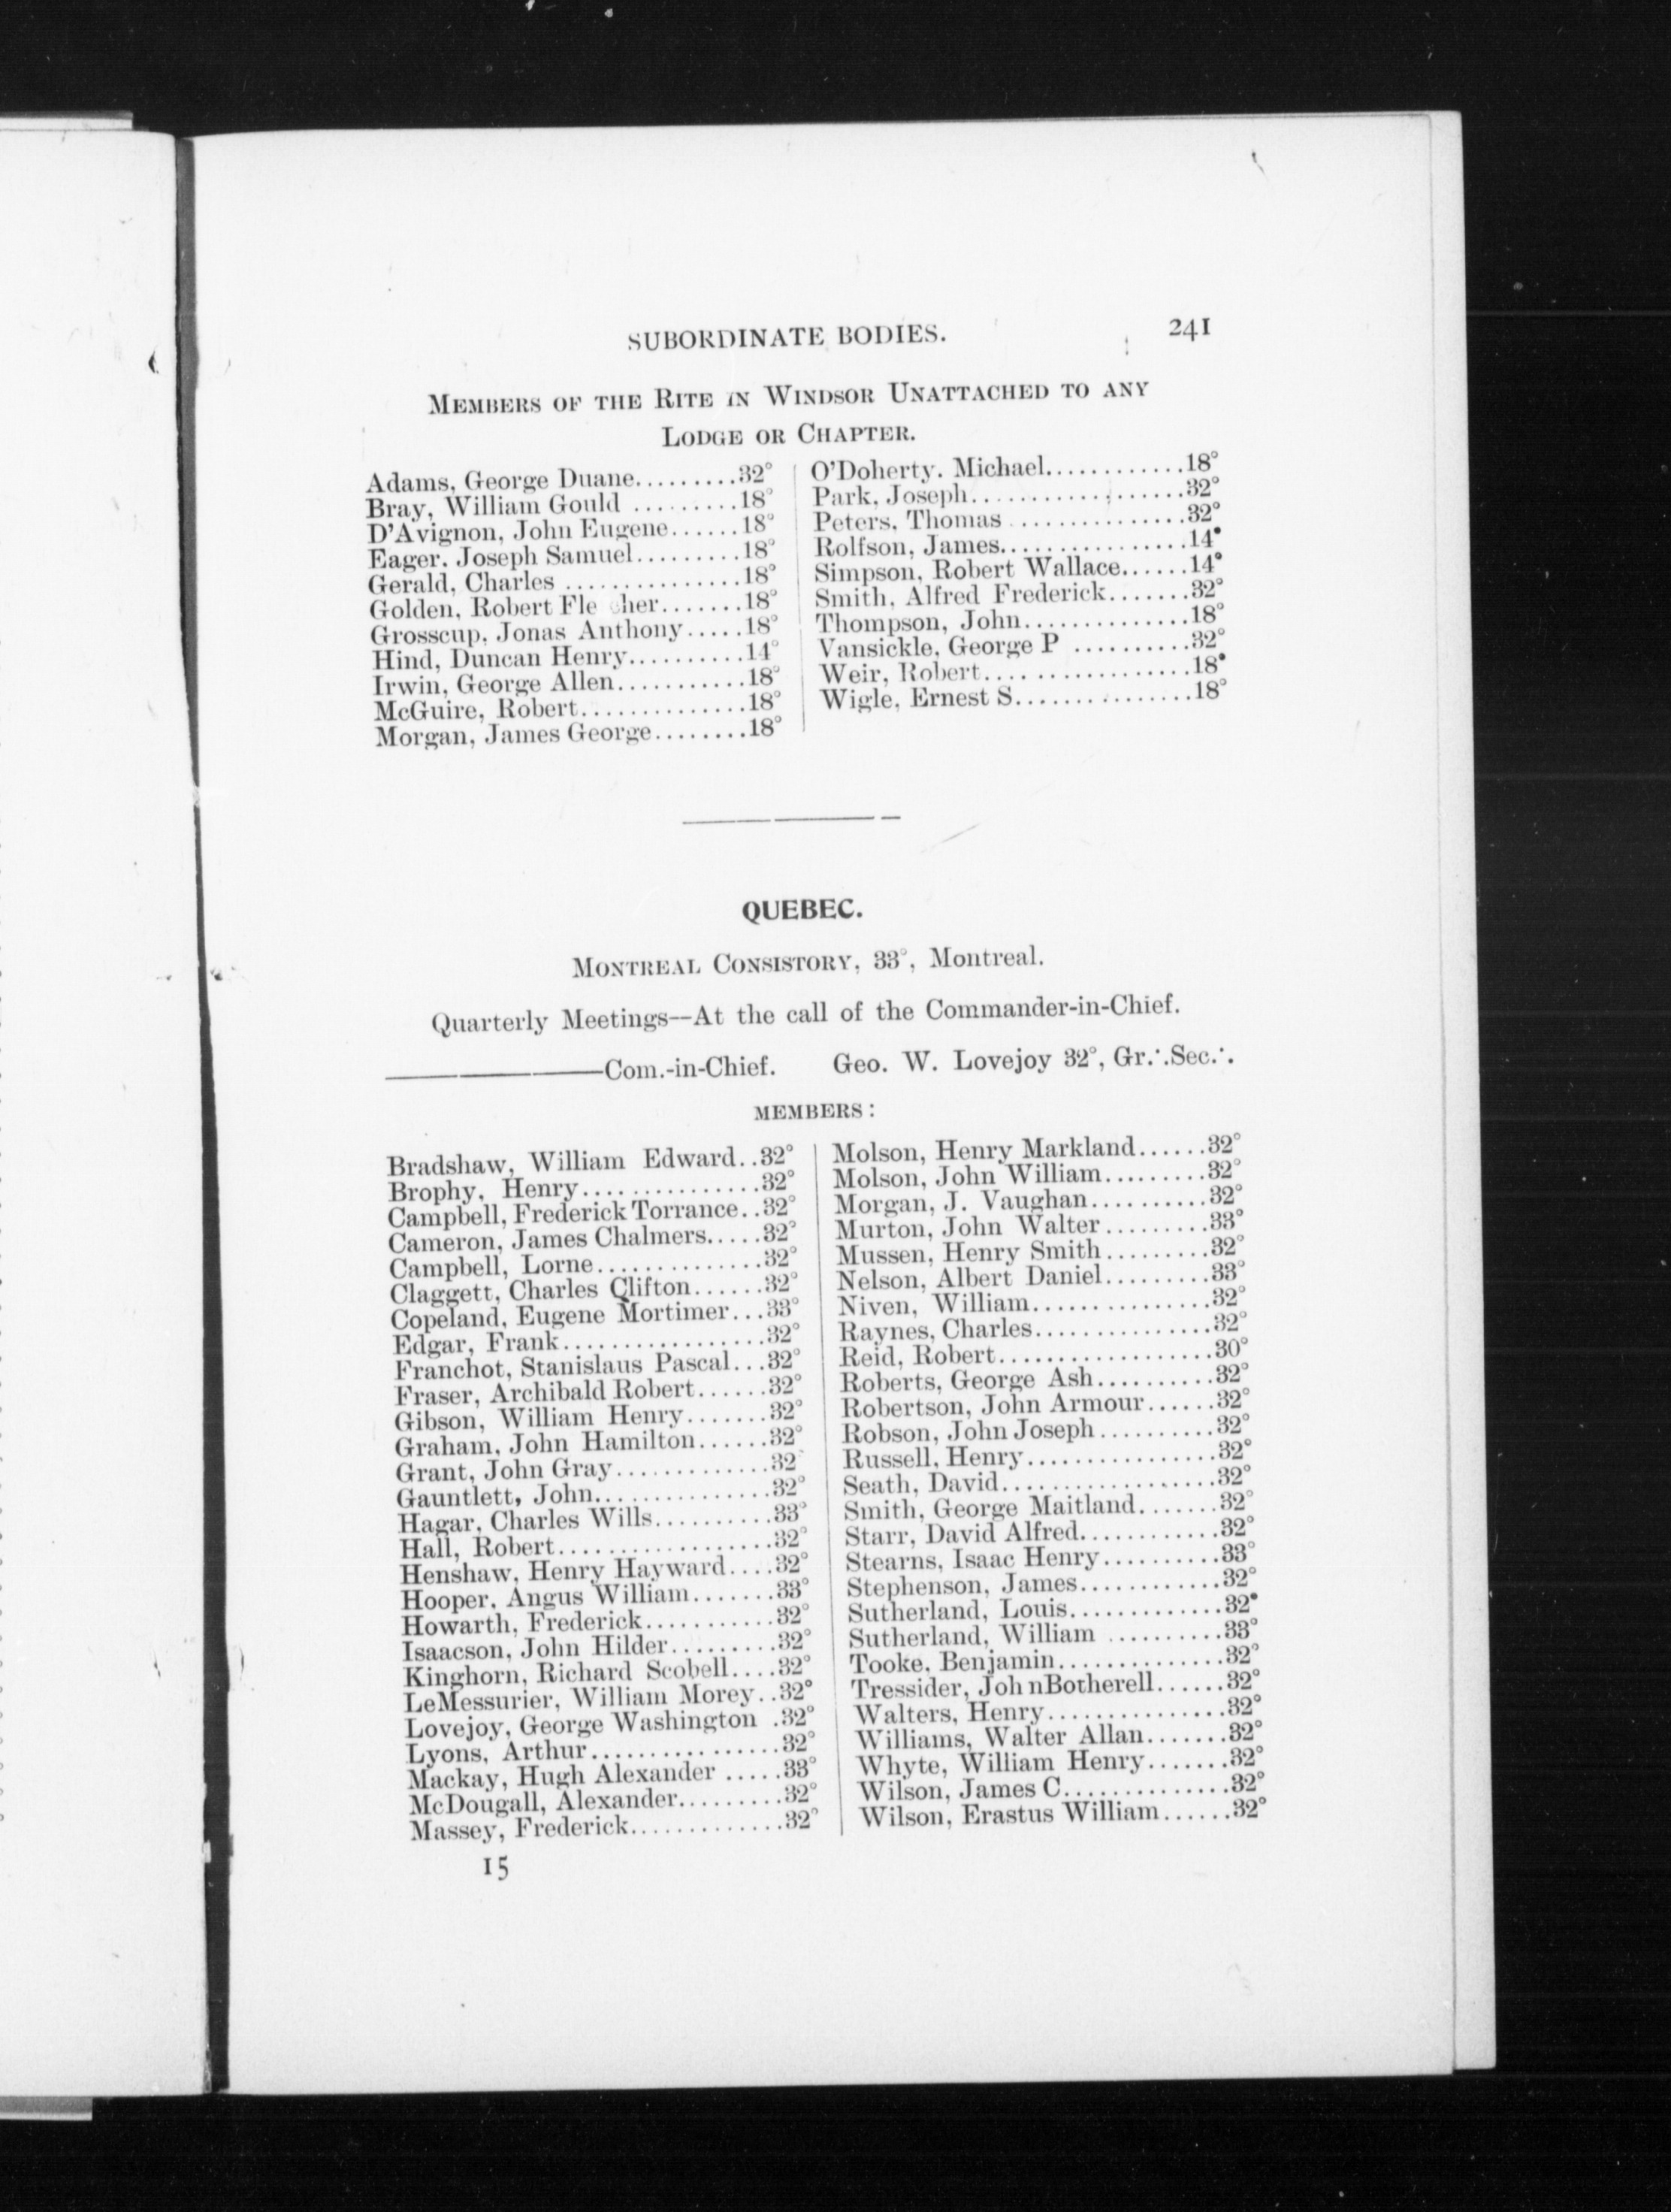 SUBORDINATE BODIES. 241
MEMBERS OF THE RITE IN WINDSOR UNATTACHED TO ANY
LODGE OR CHAPTER.
Adams, George Duane.........32°
Bray, William Gould .........18°
D'Avignon, John Eugene......18°
Eager. Joseph Samuel.........18°
Gerald, Charles ...............18°
Golden, Robert Fle cher.......18°
Grosscup, Jonas Anthony.....18°
Hind, Duncan Henry..........14°
Irwin, George Allen...........18°
McGuire, Robert..............18°
Morgan, James George........18°
O'Doherty. Michael............18°
Park, Joseph..................32°
Peters, Thomas ...............32°
Rolfson, James................14°
Simpson, Robert Wallace......14°
Smith, Alfred Frederick.......32°
Thompson, John..............18°
Vansickle, George P ..........32°
Weir, Robert.................18°
Wigle, Ernest S...............18°
QUEBEC.
MONTREAL CONSISTORY, 33°, Montreal.
Quarterly Meetings—At the call of the Commander-in-Chief.
—————Com.-in-Chief. Geo. W. Lovejoy 32°, Gr.∴Sec.∴
MEMBERS:
Bradshaw, William Edward..32°
Brophy, Henry...............32°
Campbell, Frederick Torrance..32°
Cameron, James Chalmers.....32°
Campbell, Lorne..............32°
Claggett, Charles Clifton......32°
Copeland, Eugene Mortimer...33°
Edgar, Frank.................32°
Franchot, Stanislaus Pascal...32°
Fraser, Archibald Robert......32°
Gibson, William Henry.......32°
Graham, John Hamilton......32°
Grant, John Gray.............32
Gauntlett, John...............32°
Hagar, Charles Wills..........33°
Hall, Robert..................32°
Henshaw, Henry Hayward....32°
Hooper, Angus William.......33°
Howarth, Frederick...........32°
Isaacson, John Hilder.........32°
Kinghorn, Richard Scobell....32°
LeMessurier, William Morey..32°
Lovejoy, George Washington .32°
Lyons, Arthur................32°
Mackay, Hugh Alexander .....33°
McDougall, Alexander.........32°
Massey, Frederick.............32°
Molson, Henry Markland......32°
Molson, John William.........32°
Morgan, J. Vaughan..........32°
Murton, John Walter.........33°
Mussen, Henry Smith.........32°
Nelson, Albert Daniel.........33°
Niven, William...............32°
Raynes, Charles...............32°
Reid, Robert..................30°
Roberts, George Ash..........32°
Robertson, John Armour......32°
Robson, John Joseph..........32°
Russell, Henry................32°
Seath, David..................32°
Smith, George Maitland.......32°
Starr, David Alfred............32°
Stearns, Isaac Henry..........33°
Stephenson, James............32°
Sutherland, Louis.............32°
Sutherland, William ..........33°
Tooke, Benjamin..............32°
Tressider, Joh nBotherell......32°
Walters, Henry...............32°
Williams, Walter Allan.......32°
Whyte, William Henry.......32°
Wilson, James C..............32°
Wilson, Erastus William......32°
15